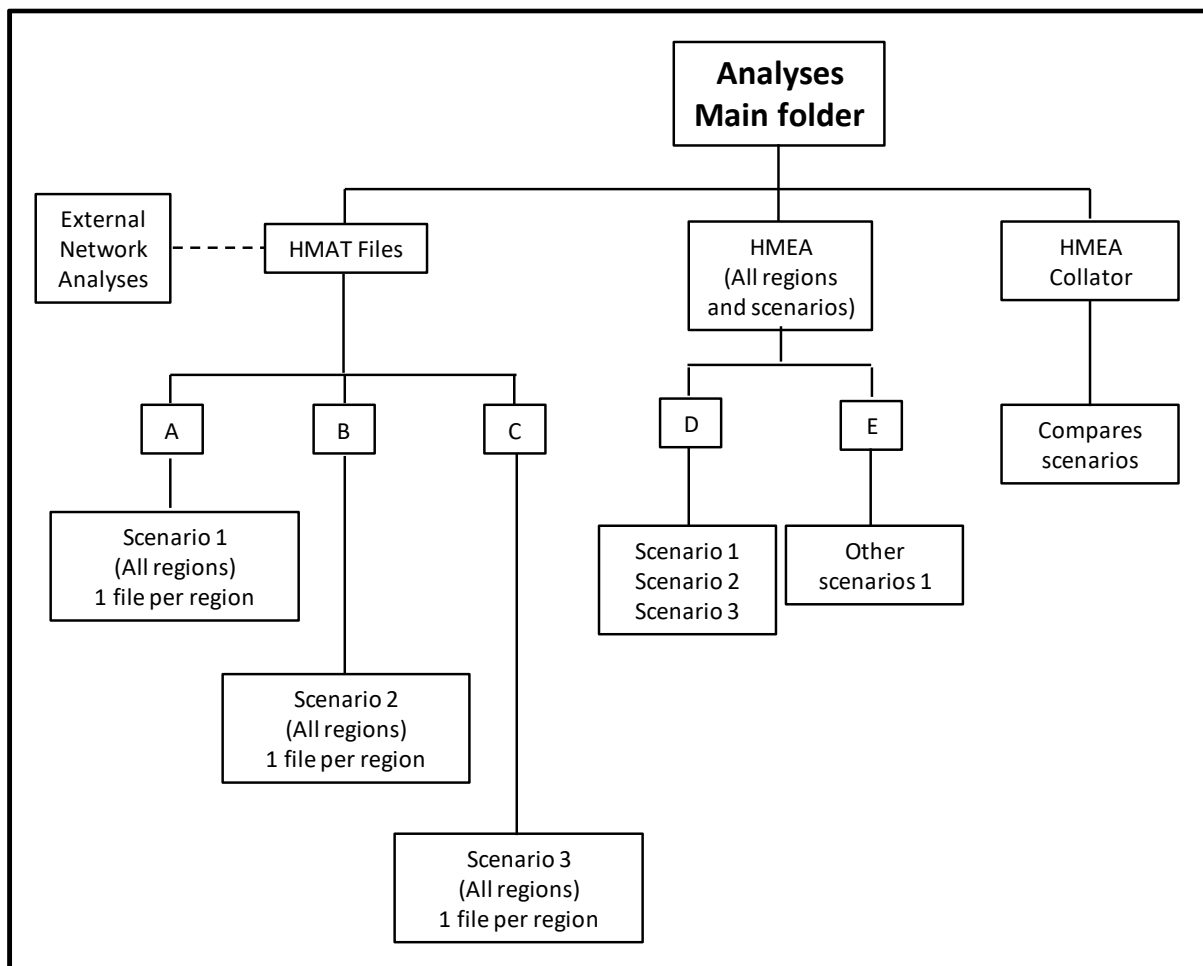 Analyses
Main folder
External
Network
Analyses
HMAT Files
HMEA
(All regions
and scenarios)
HMEA
Collator
A
B
C
D
E
Compares
scenarios
Scenario 1
(All regions)
1 file per region
Scenario 1
Scenario 2
Scenario 3
Other
scenarios 1
Scenario 2
(All regions)
1 file per region
Scenario 3
(All regions)
1 file per region